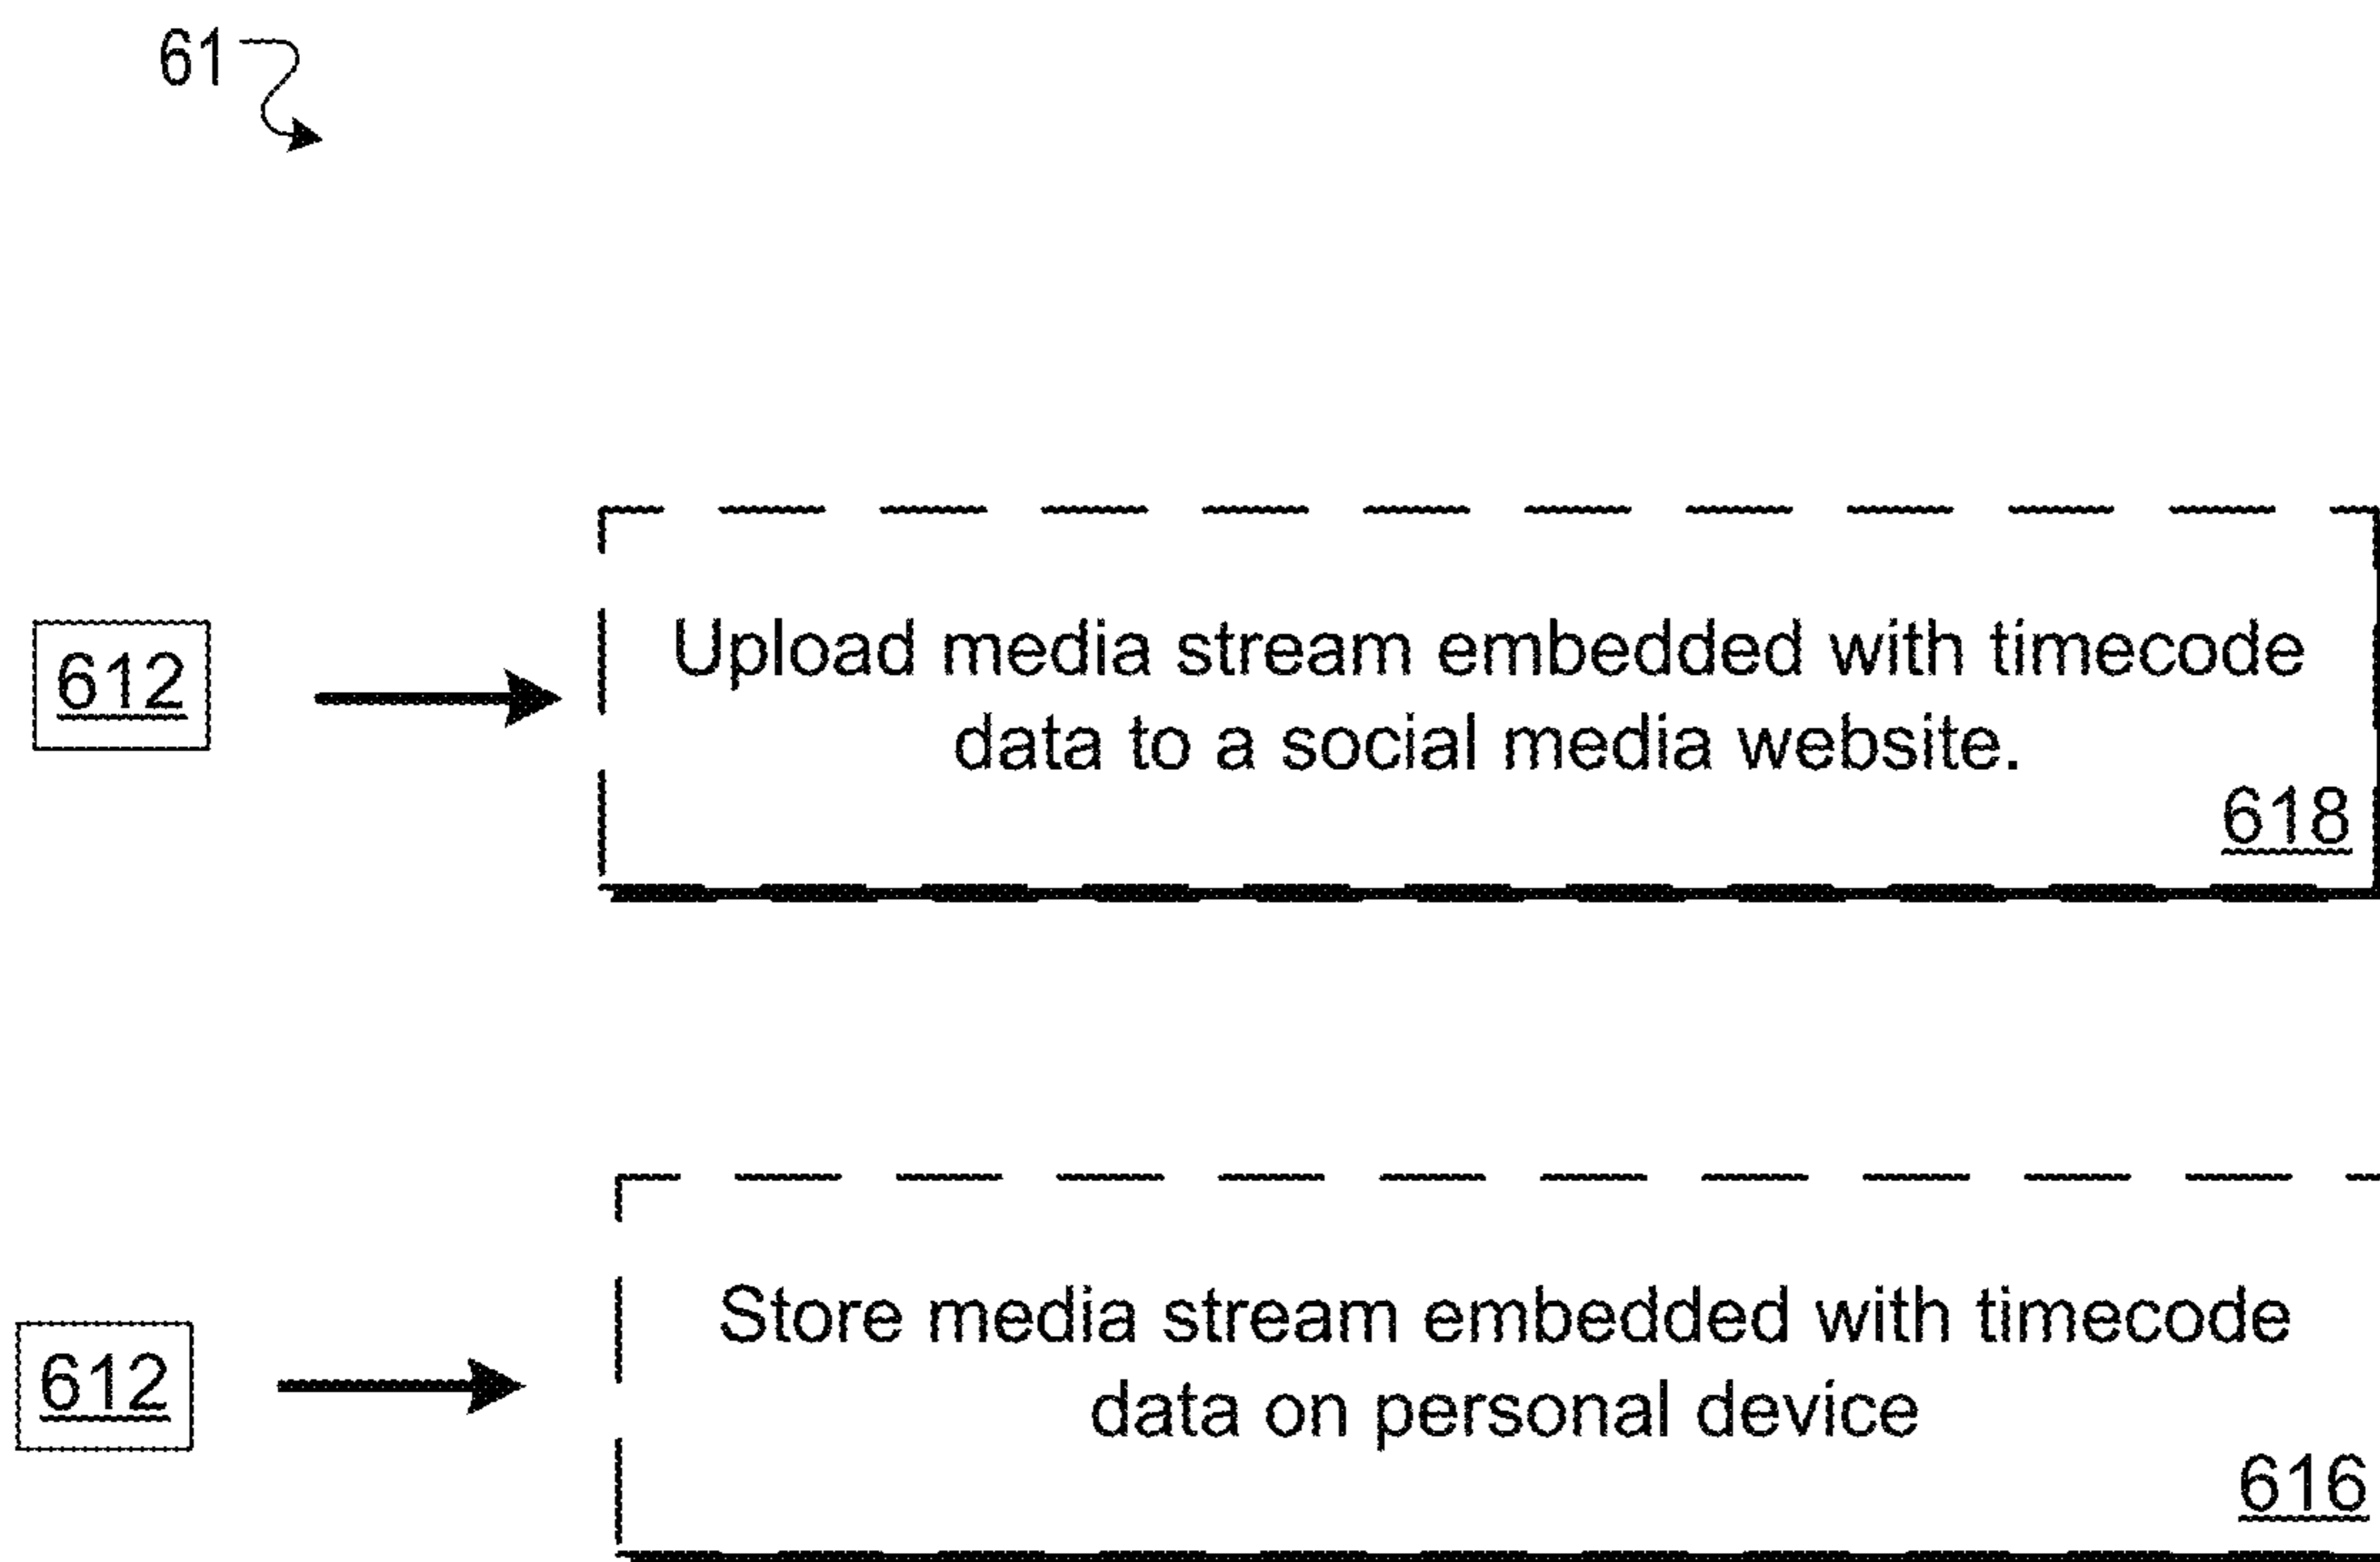 61
612
Upload media stream embedded with timecode
data to a social media website.
618
612
Store media stream embedded with timecode
data on personal device
616